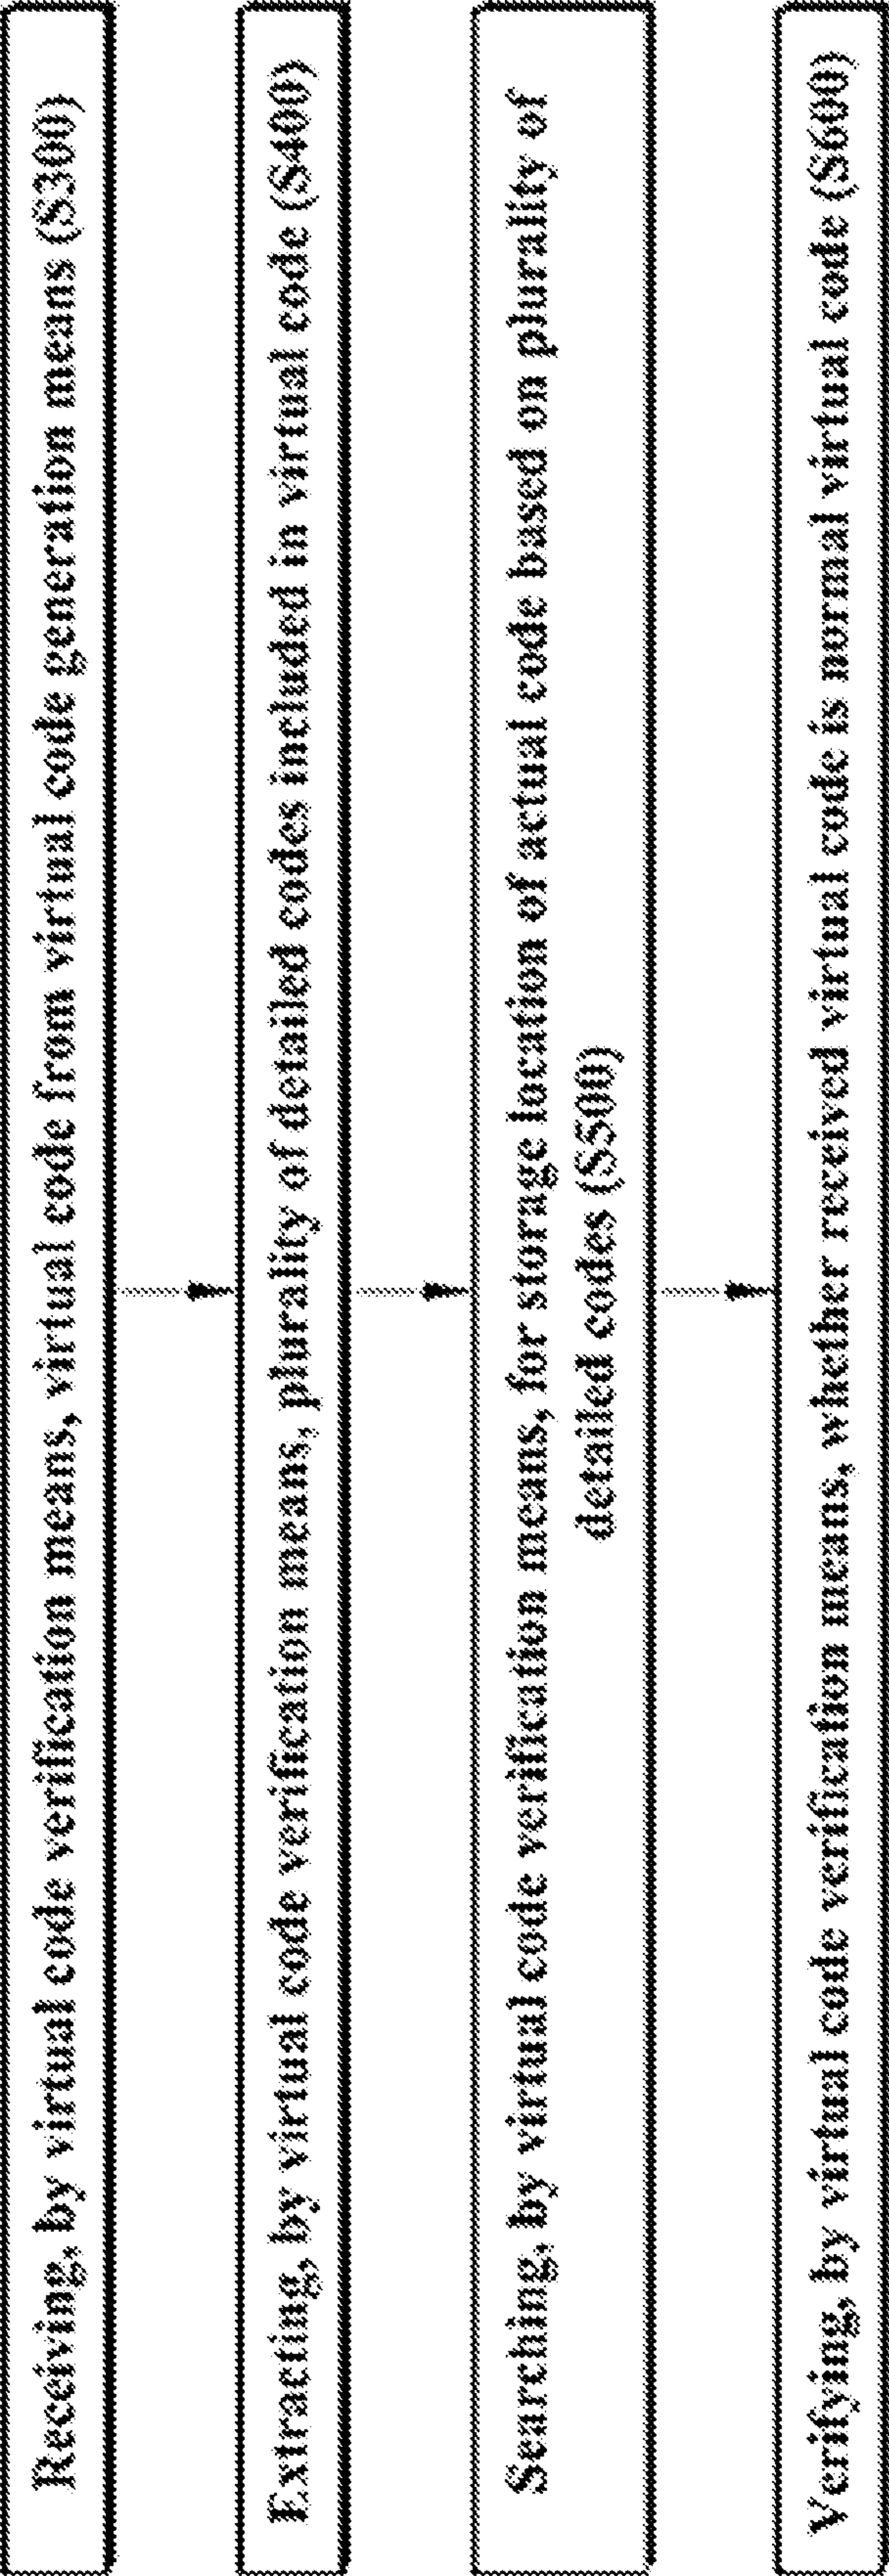 Receiving, by virtual code verification means, virtual code from virtual code generation means (S300)
Extracting, by virtual code verification means, plurality of detailed codes included in virtual code (S400)
Searching, by virtual code verification means, for storage location of actual code based on plurality of
detailed codes (S500)
Verifying, by virtual code verification means, whether received virtual code is normal virtual code (S600)